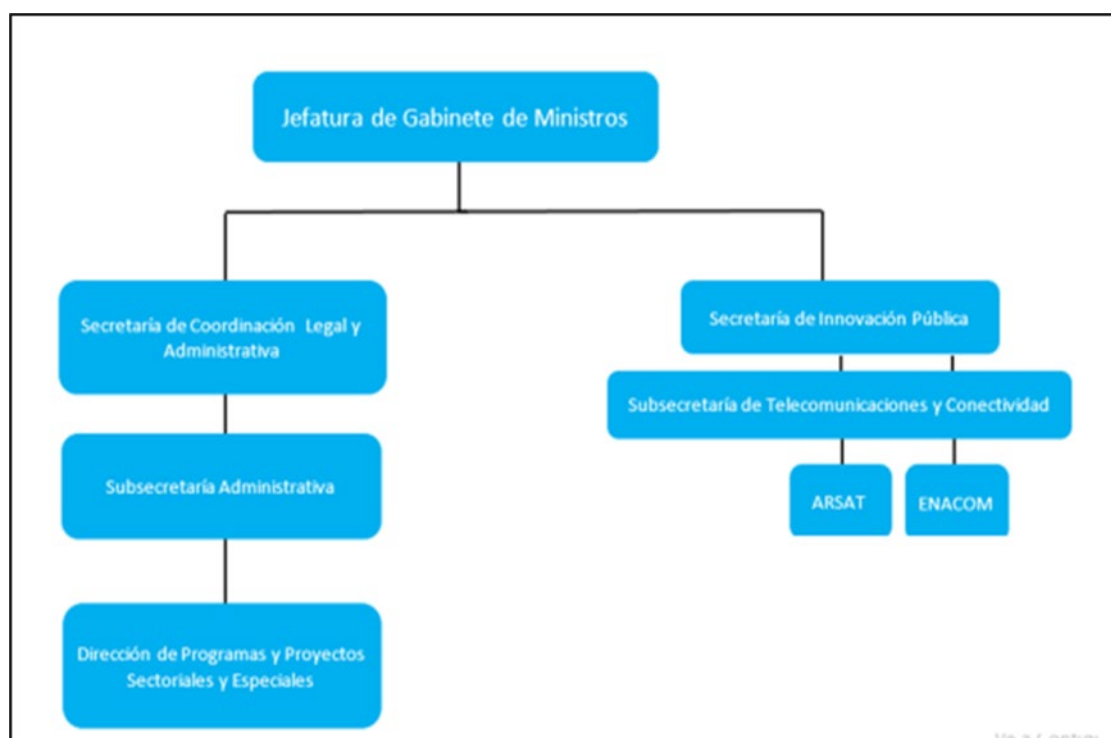 Jefatura de Gabinete de Ministros
Secretaría de Coordinación Legal y
Administrativa
Secretaría de Innovación Pública
Subsecretaría de Telecomunicaciones y Conectividad
Subsecretaría Administrativa
ARSAT
ENACOM
Dirección de Programas y Proyectos
Sectoriales y Especiales